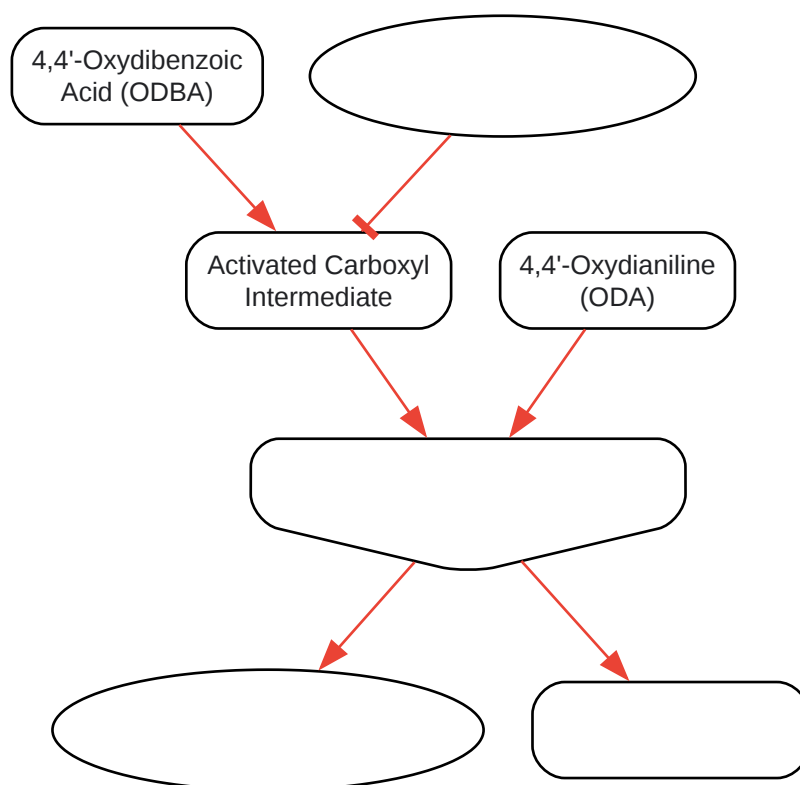 4,4'-Oxydibenzoic
Acid (ODBA)
Activated Carboxyl
Intermediate
4,4'-Oxydianiline
(ODA)